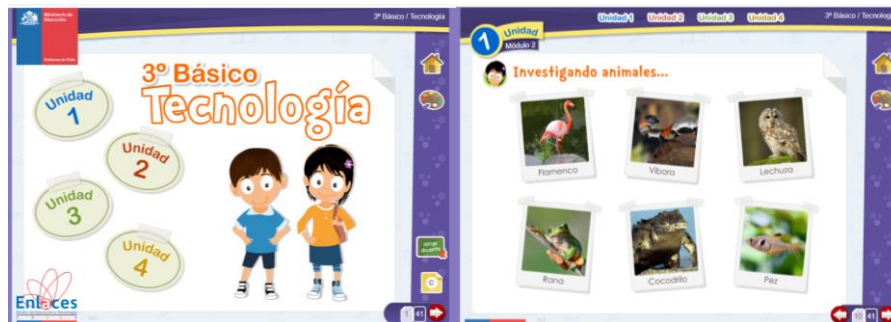 Ministerio de
Educación
Gobierno de Chile
3º Básico / Tecnología
3º Básico
Tecnología
Unidad
1
Unidad
2
Unidad
3
Unidad
4
apoyo
docente
C
Enlaces
1 41
Unidad 1 Unidad 2 Unidad 3 Unidad 4
3º Básico / Tecnología
1
Unidad
Módulo 2
Investigando animales...
Flamenco
Víbora
Lechuza
Rana
Cocodrilo
Pez
10 41